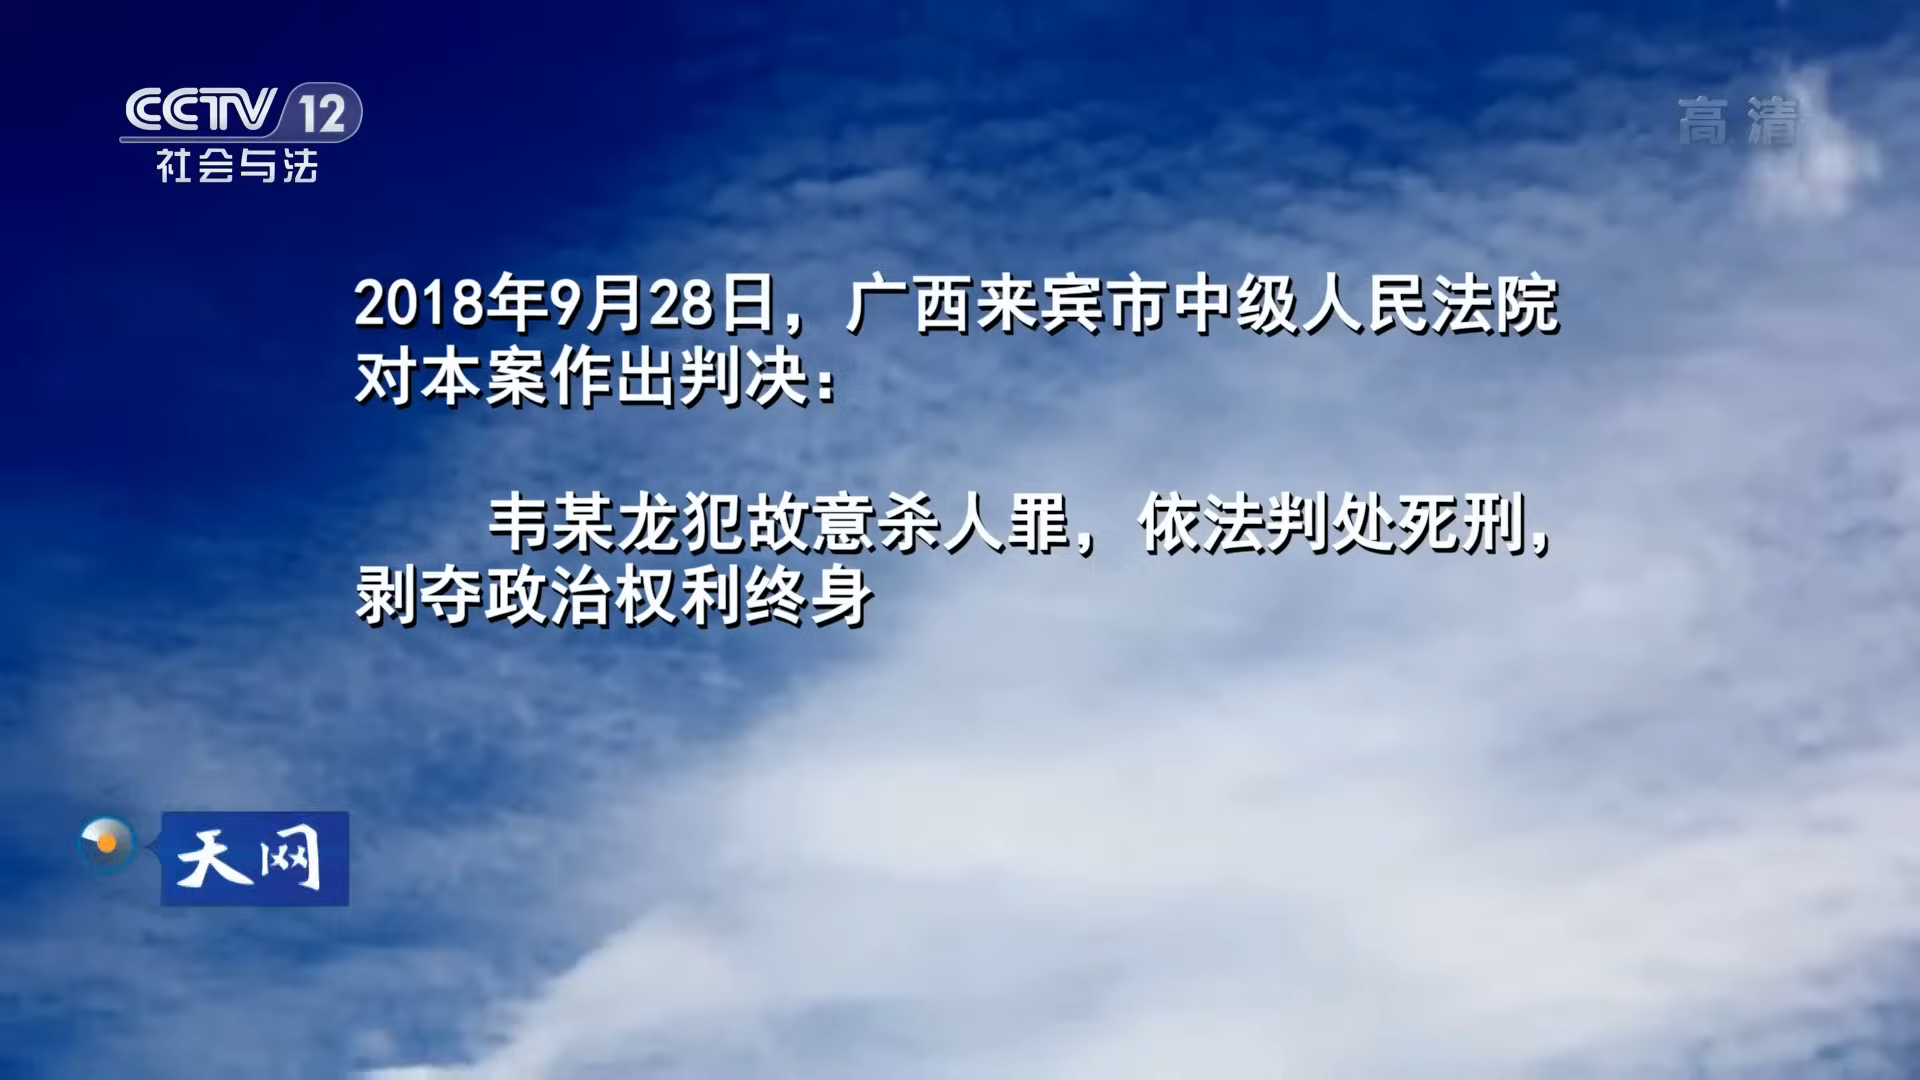 CCTV 12
社会与法
高清
2018年9月28日，广西来宾市中级人民法院
对本案作出判决：
韦某龙犯故意杀人罪，依法判处死刑，
剥夺政治权利终身
天网